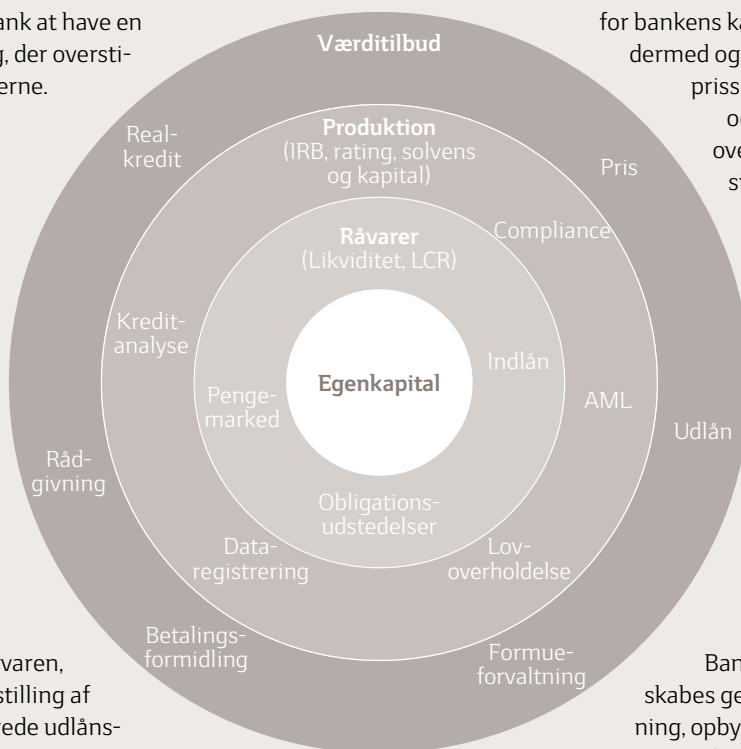 ank at have en
g, der oversti-
erne.
for bankens ka
dermed og
priss
o
ove
st
Værditilbud
Real-
kredit
Pris
Produktion
(IRB, rating, solvens
og kapital)
Compliance
Råvarer
(Likviditet, LCR)
Kredit-
analyse
Egenkapital
Indlån
Penge-
marked
AML
Udlån
Råd-
givning
Obligations-
udstedelser
Data-
registrering
Lov-
overholdelse
Betalings-
formidling
Formue-
forvaltning
varen,
stilling af
ede udlåns-
Ban
skabes ge
ning, opby